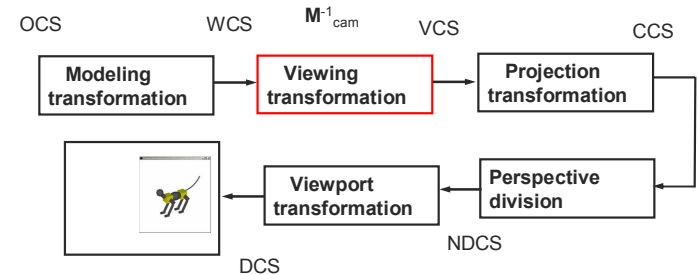 OCS
WCS
M-1cam
VCS
CCS
Modeling
transformation
Viewing
transformation
Projection
transformation
Viewport
transformation
Perspective
division
NDCS
DCS